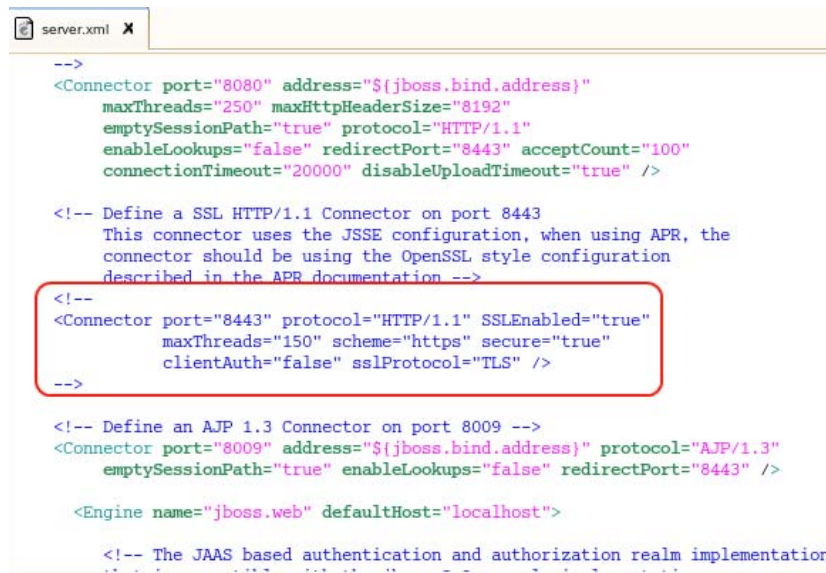 server.xml X
-->
<Connector port="8080" address="${jboss.bind.address}"
maxThreads="250" maxHttpHeaderSize="8192"
emptySessionPath="true" protocol="HTTP/1.1"
enableLookups="false" redirectPort="8443" acceptCount="100"
connectionTimeout="20000" disableUploadTimeout="true" />
<!-- Define a SSL HTTP/1.1 Connector on port 8443
This connector uses the JSSE configuration, when using APR, the
connector should be using the OpenSSL style configuration
described in the APR documentation -->
<!--
<Connector port="8443" protocol="HTTP/1.1" SSLEnabled="true"
maxThreads="150" scheme="https" secure="true"
clientAuth="false" sslProtocol="TLS" />
-->
<!-- Define an AJP 1.3 Connector on port 8009 -->
<Connector port="8009" address="${jboss.bind.address}" protocol="AJP/1.3"
emptySessionPath="true" enableLookups="false" redirectPort="8443" />
<Engine name="jboss.web" defaultHost="localhost">
<!-- The JAAS based authentication and authorization realm implementation